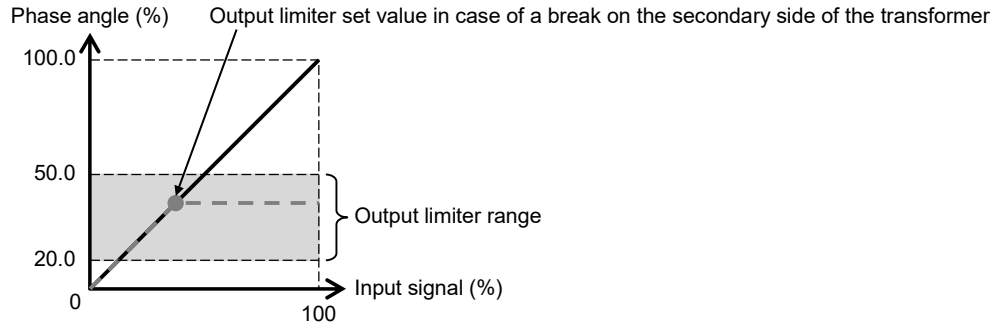 Phase angle (%)
Output limiter set value in case of a break on the secondary side of the transformer
100.0
50.0
Output limiter range
20.0
Input signal (%)
0
100